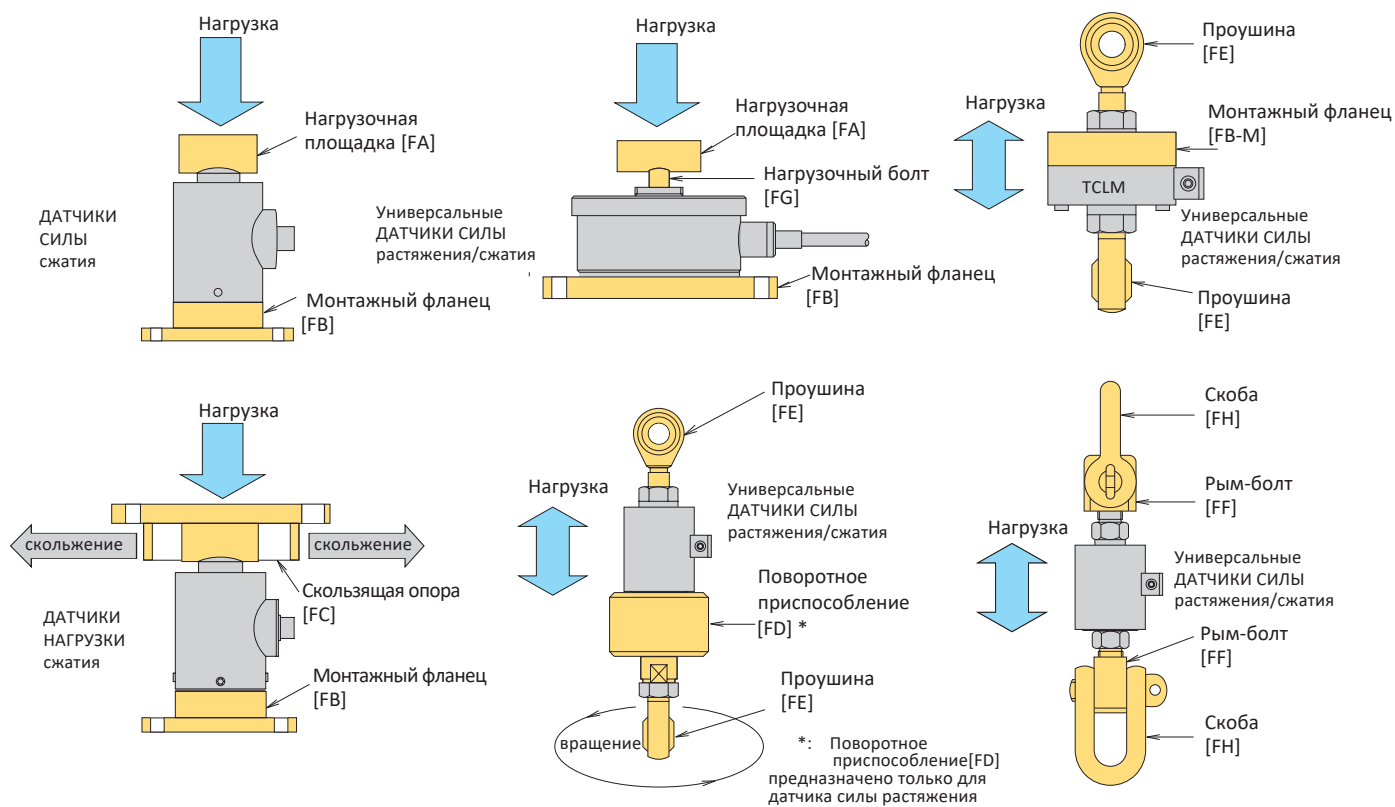 Нагрузка
Нагрузочная
площадка [FA]
ДАТЧИКИ
СИЛЫ
сжатия
Монтажный фланец
[FB]
Нагрузка
Нагрузочная
площадка [FA]
Нагрузочный болт
[FG]
Универсальные
ДАТЧИКИ СИЛЫ
растяжения/сжатия
Монтажный фланец
[FB]
Проушина
[FE]
Нагрузка
Монтажный фланец
[FB-M]
TCLM
Универсальные
ДАТЧИКИ СИЛЫ
растяжения/сжатия
Проушина
[FE]
Нагрузка
скольжение
скольжение
Скользящая опора
[FC]
ДАТЧИКИ
НАГРУЗКИ
сжатия
Монтажный фланец
[FB]
Проушина
[FE]
Нагрузка
Универсальные
ДАТЧИКИ СИЛЫ
растяжения/сжатия
Поворотное
приспособление
[FD] *
Проушина
[FE]
вращение
*: Поворотное
приспособление[FD]
предназначено только для
датчика силы растяжения
Скоба
[FH]
Рым-болт
[FF]
Нагрузка
Универсальные
ДАТЧИКИ СИЛЫ
растяжения/сжатия
Рым-болт
[FF]
Скоба
[FH]